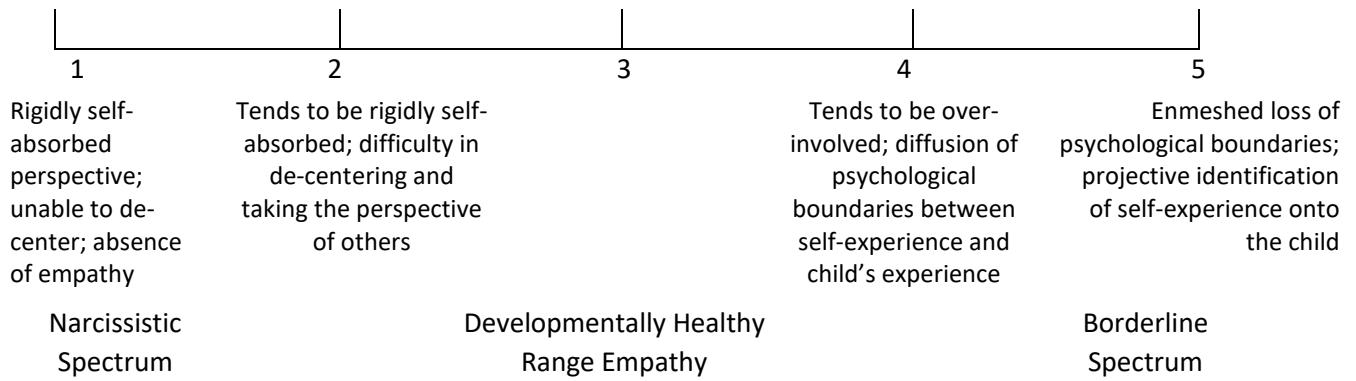 1 2 3 4 5
Rigidly self-
absorbed
perspective;
unable to de-
center; absence
of empathy
Tends to be rigidly self-
absorbed; difficulty in
de-centering and
taking the perspective
of others
Tends to be over-
involved; diffusion of
psychological
boundaries between
self-experience and
child’s experience
Enmeshed loss of
psychological boundaries;
projective identification
of self-experience onto
the child
Narcissistic
Spectrum
Developmentally Healthy
Range Empathy
Borderline
Spectrum